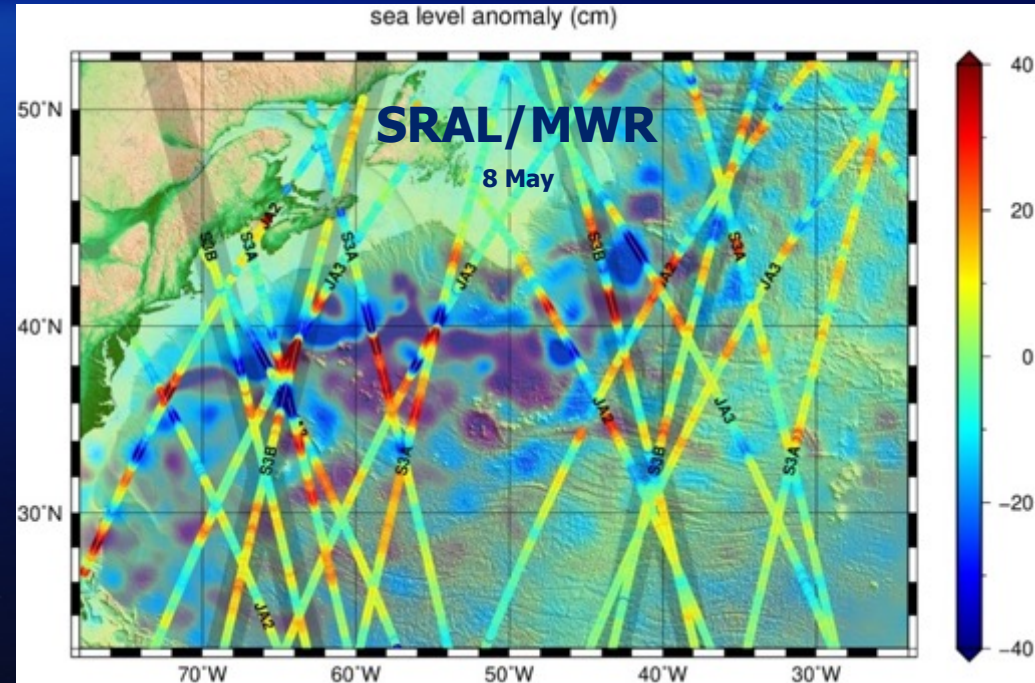 sea level anomaly (cm)
50°N
SRAL/MWR
8 May
40
20
0
-20
-40
JA2
S3B
S3A
S3A
JA3
JA3
S3B
JA2
S3A
JA3
40°N
JA2
JA3
S3B
S3A
S3B
S3A
30°N
JA2
70°W
60°W
50°W
40°W
30°W